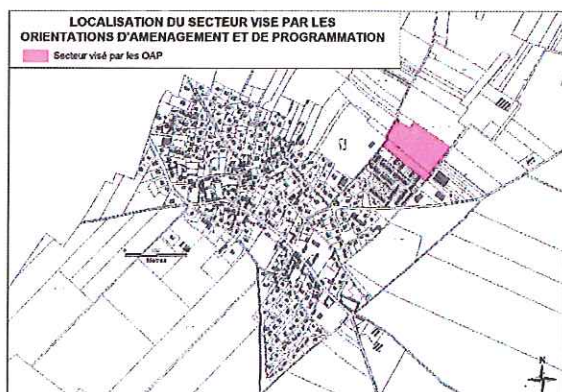 LOCALISATION DU SECTEUR VISE PAR LES
ORIENTATIONS D'AMENAGEMENT ET DE PROGRAMMATION
Secteur visé par les OAP
N